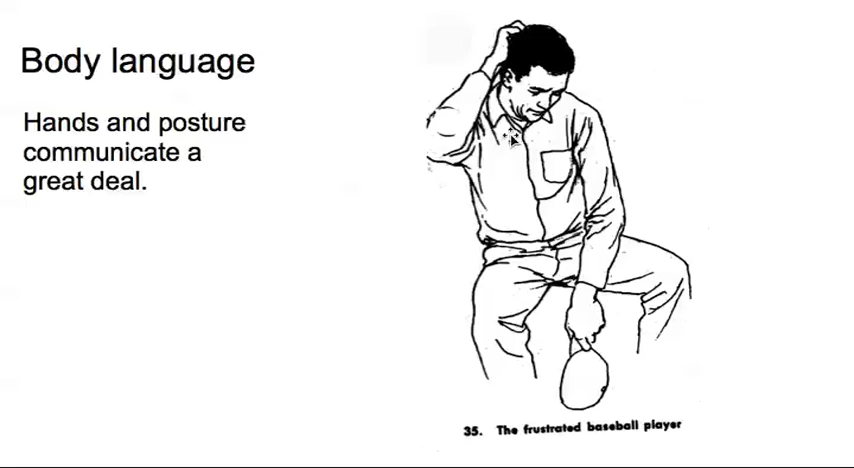 Body language
Hands and posture
communicate a
great deal.
35. The frustrated baseball player